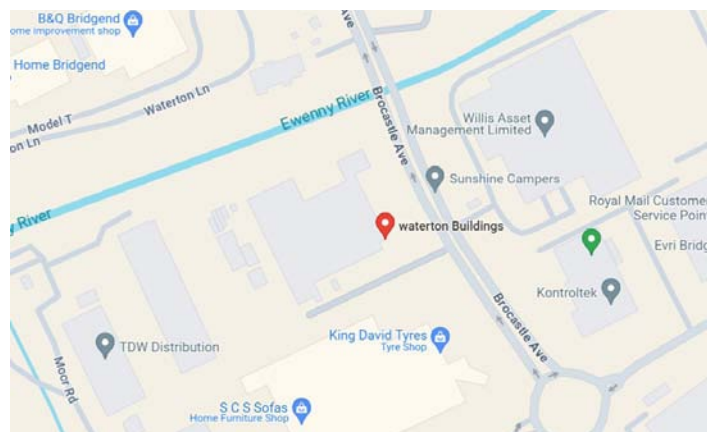 B&Q Bridgend
ome improvement shop
Home Bridgend
Model T
on Ln
Waterton Ln
Ewenny River
Brocastle Ave
y River
Willis Asset
Management Limited
Sunshine Campers
Royal Mail Customer
Service Point
waterton Buildings
Evri Bridg
Kontroltek
Brocastle Ave
King David Tyres
Tyre Shop
TDW Distribution
Moor Rd
S C S Sofas
Home Furniture Shop